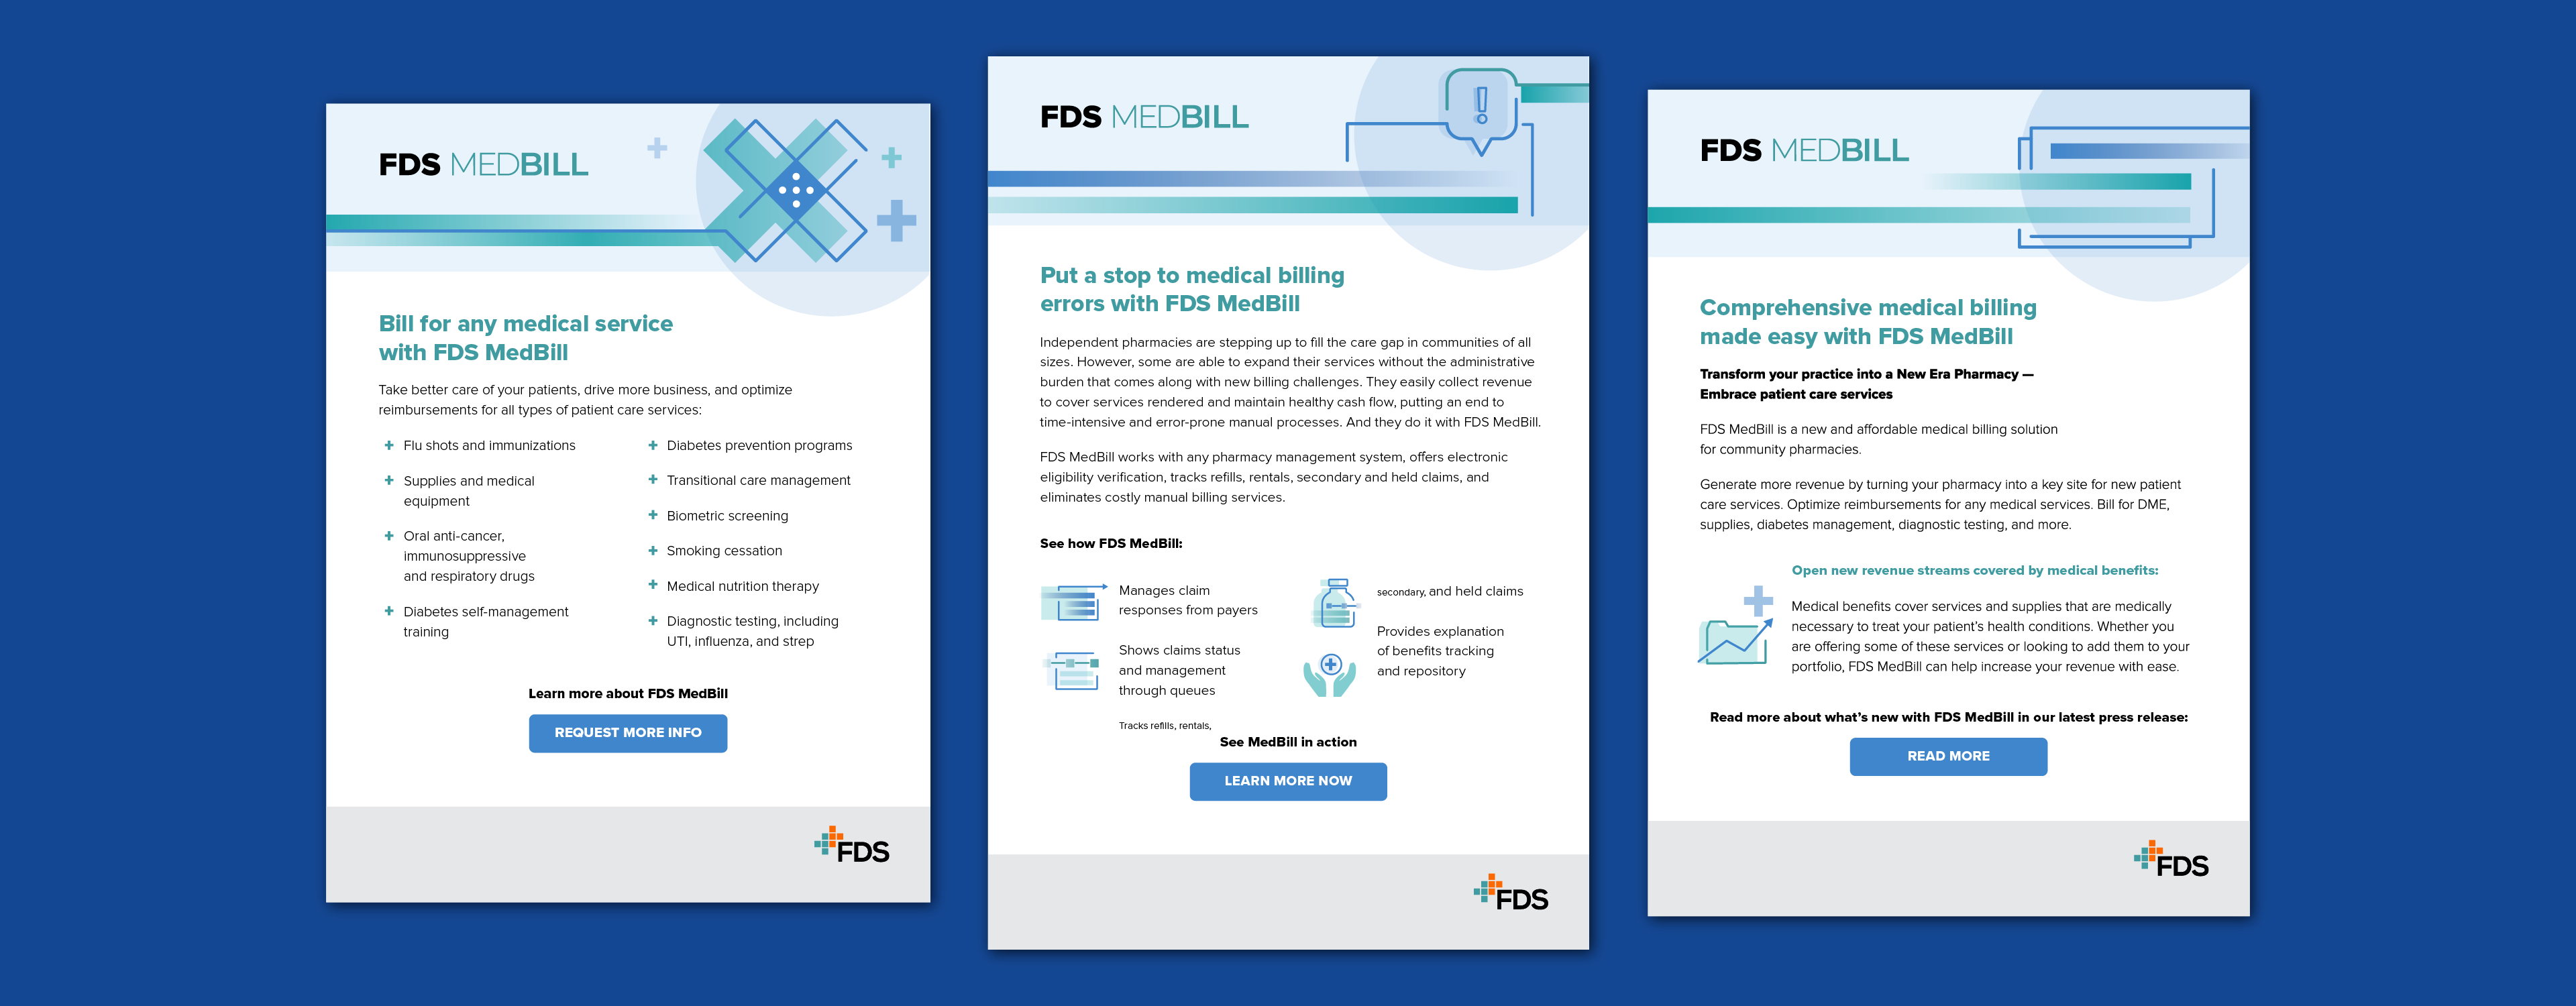 FDS MEDBILL
Bill for any medical service
with FDS MedBill
Take better care of your patients, drive more business, and optimize
reimbursements for all types of patient care services:
Flu shots and immunizations
Supplies and medical
equipment
Oral anti-cancer,
immunosuppressive
and respiratory drugs
Diabetes self-management
training
Diabetes prevention programs
Transitional care management
Biometric screening
Smoking cessation
Medical nutrition therapy
Diagnostic testing, including
UTI, influenza, and strep
Learn more about FDS MedBill
REQUEST MORE INFO
FDS
FDS MEDBILL
Put a stop to medical billing
errors with FDS MedBill
Independent pharmacies are stepping up to fill the care gap in communities of all
sizes. However, some are able to expand their services without the administrative
burden that comes along with new billing challenges. They easily collect revenue
to cover services rendered and maintain healthy cash flow, putting an end to
time-intensive and error-prone manual processes. And they do it with FDS MedBill.
FDS MedBill works with any pharmacy management system, offers electronic
eligibility verification, tracks refills, rentals, secondary and held claims, and
eliminates costly manual billing services.
See how FDS MedBill:
Manages claim
responses from payers
Shows claims status
and management
through queues
Tracks refills, rentals,
secondary, and held claims
Provides explanation
of benefits tracking
and repository
See MedBill in action
LEARN MORE NOW
FDS
FDS MEDBILL
Comprehensive medical billing
made easy with FDS MedBill
Transform your practice into a New Era Pharmacy —
Embrace patient care services
FDS MedBill is a new and affordable medical billing solution
for community pharmacies.
Generate more revenue by turning your pharmacy into a key site for new patient
care services. Optimize reimbursements for any medical services. Bill for DME,
supplies, diabetes management, diagnostic testing, and more.
Open new revenue streams covered by medical benefits:
Medical benefits cover services and supplies that are medically
necessary to treat your patient's health conditions. Whether you
are offering some of these services or looking to add them to your
portfolio, FDS MedBill can help increase your revenue with ease.
Read more about what's new with FDS MedBill in our latest press release:
READ MORE
FDS